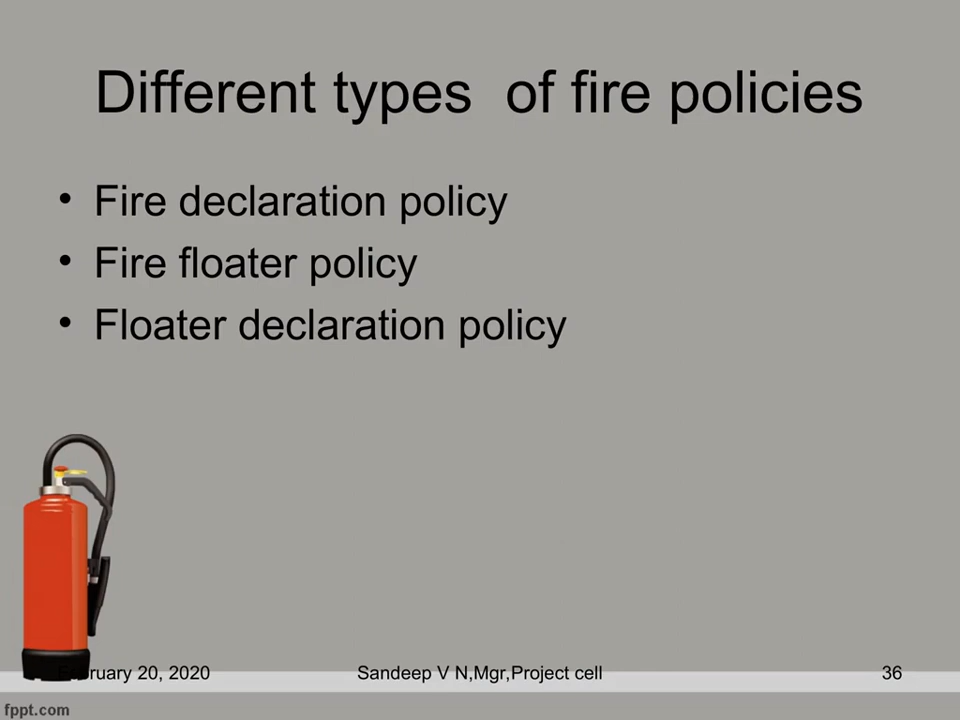 Different types  of fire policies
• Fire declaration policy
• Fire floater policy
• Floater declaration policy
February 20, 2020
Sandeep V N,Mgr,Project cell
36
fppt.com